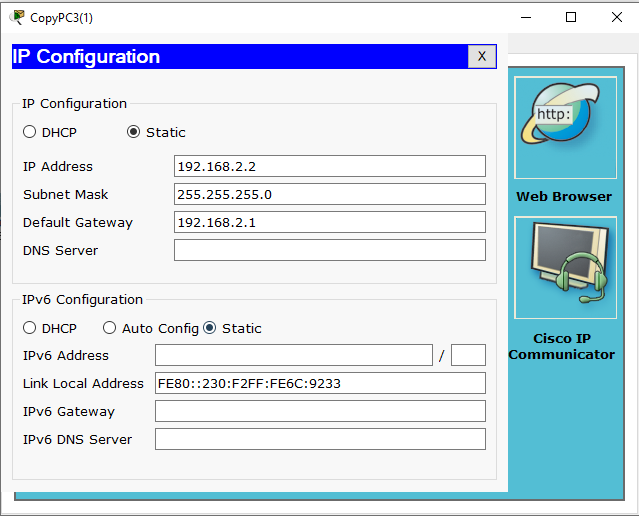 CopyPC3(1)
IP Configuration X
IP Configuration
DHCP Static
IP Address 192.168.2.2
Subnet Mask 255.255.255.0
Default Gateway 192.168.2.1
DNS Server
IPv6 Configuration
DHCP Auto Config Static
IPv6 Address /
Link Local Address FE80::230:F2FF:FE6C:9233
IPv6 Gateway
IPv6 DNS Server
http:
Web Browser
Cisco IP
Communicator